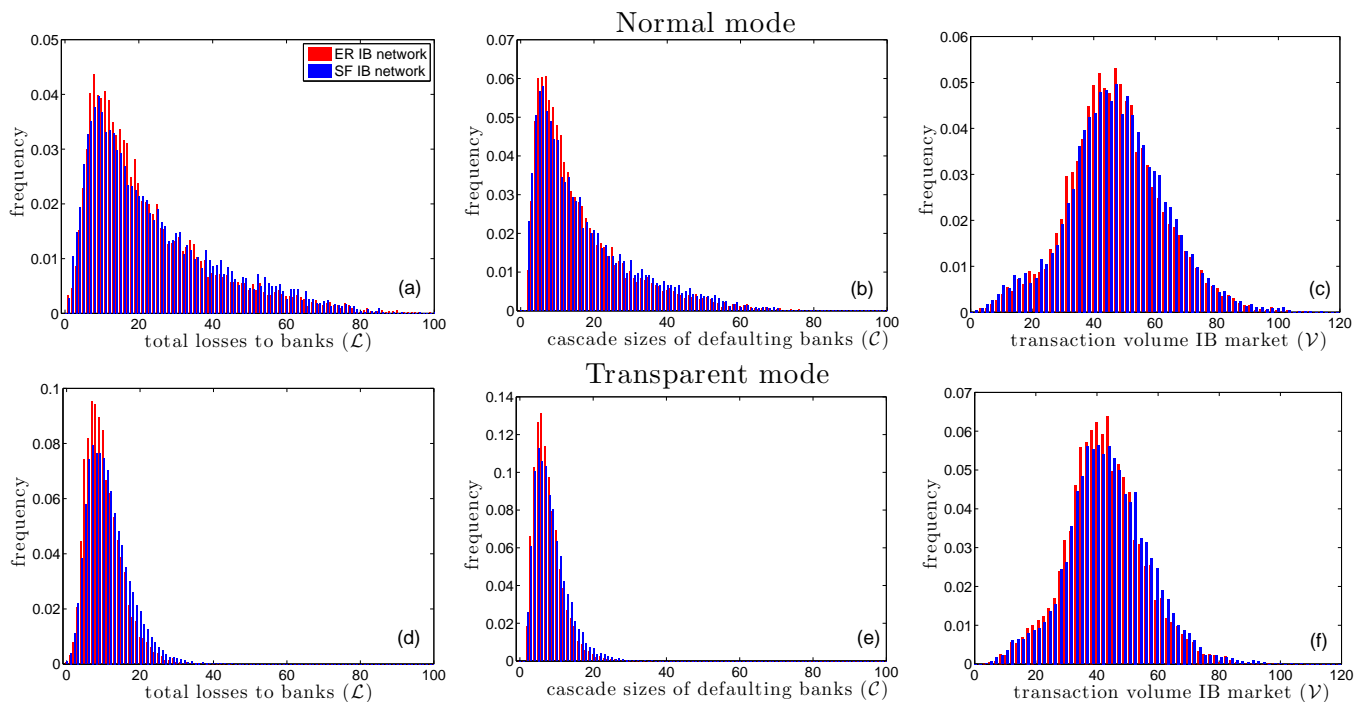 Normal mode
0.05
0.04
0.03
0.02
0.01
0
frequency
ER IB network
SF IB network
(a)
0 20 40 60 80 100
total losses to banks (ℒ)
0.07
0.06
0.05
0.04
0.03
0.02
0.01
0
frequency
(b)
0 20 40 60 80 100
cascade sizes of defaulting banks (𝒞)
0.06
0.05
0.04
0.03
0.02
0.01
0
frequency
(c)
0 20 40 60 80 100 120
transaction volume IB market (𝒱)
Transparent mode
0.1
0.08
0.06
0.04
0.02
0
frequency
(d)
0 20 40 60 80 100
total losses to banks (ℒ)
0.14
0.12
0.1
0.08
0.06
0.04
0.02
0
frequency
(e)
0 20 40 60 80 100
cascade sizes of defaulting banks (𝒞)
0.07
0.06
0.05
0.04
0.03
0.02
0.01
0
frequency
(f)
0 20 40 60 80 100 120
transaction volume IB market (𝒱)